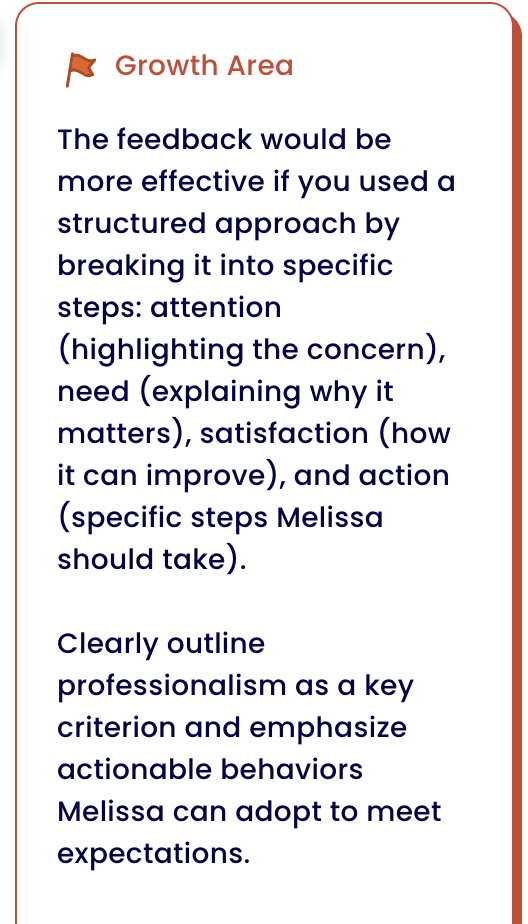 Growth Area
The feedback would be
more effective if you used a
structured approach by
breaking it into specific
steps: attention
(highlighting the concern),
need (explaining why it
matters), satisfaction (how
it can improve), and action
(specific steps Melissa
should take).
Clearly outline
professionalism as a key
criterion and emphasize
actionable behaviors
Melissa can adopt to meet
expectations.